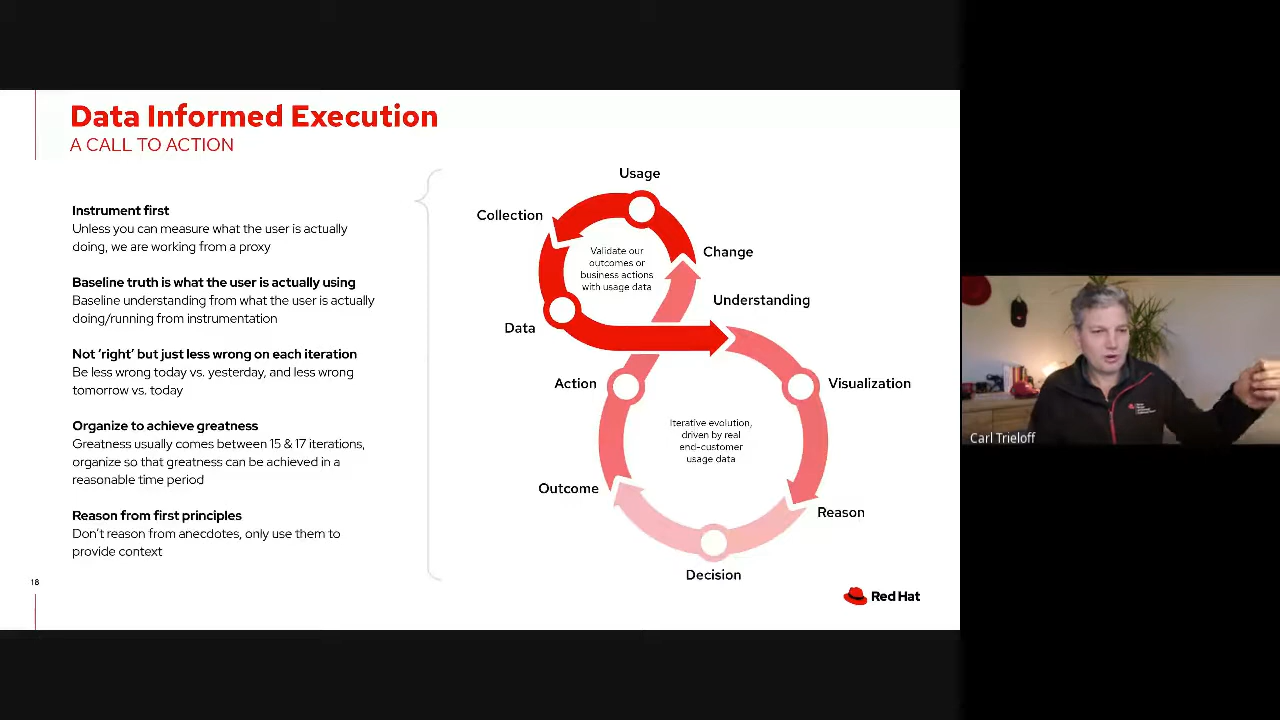 Data Informed Execution
A CALL TO ACTION
Instrument first
Unless you can measure what the user is actually
doing, we are working from a proxy
Baseline truth is what the user is actually using
Baseline understanding from what the user is actually
doing/running from instrumentation
Not ‘right’ but just less wrong on each iteration
Be less wrong today vs. yesterday, and less wrong
tomorrow vs. today
Organize to achieve greatness
Greatness usually comes between 15 & 17 iterations,
organize so that greatness can be achieved in a
reasonable time period
Reason from first principles
Don’t reason from anecdotes, only use them to
provide context
18
Usage
Collection
Change
Validate our
outcomes or
business actions
with usage data
Understanding
Data
Action
Visualization
Iterative evolution,
driven by real
end-customer
usage data
Outcome
Reason
Decision
Red Hat
Carl Trieloff